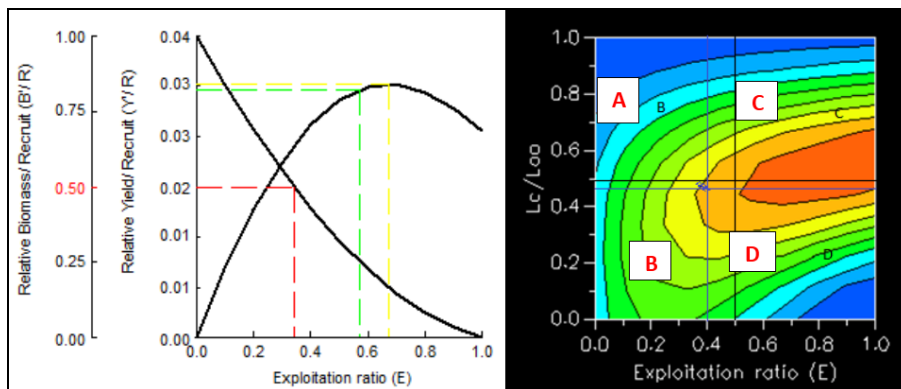 Relative Biomass/ Recruit (B'/ R)
1.00
0.75
0.50
0.25
0.00
Relative Yield/ Recruit (Y'/ R)
0.04
0.03
0.03
0.02
0.01
0.01
0.00
0.0 0.2 0.4 0.6 0.8 1.0
Exploitation ratio (E)
Lc/Loo
1.0
0.8
0.6
0.4
0.2
0.0
A
B
C
C
B
D
D
0.0 0.2 0.4 0.6 0.8 1.0
Exploitation ratio (E)